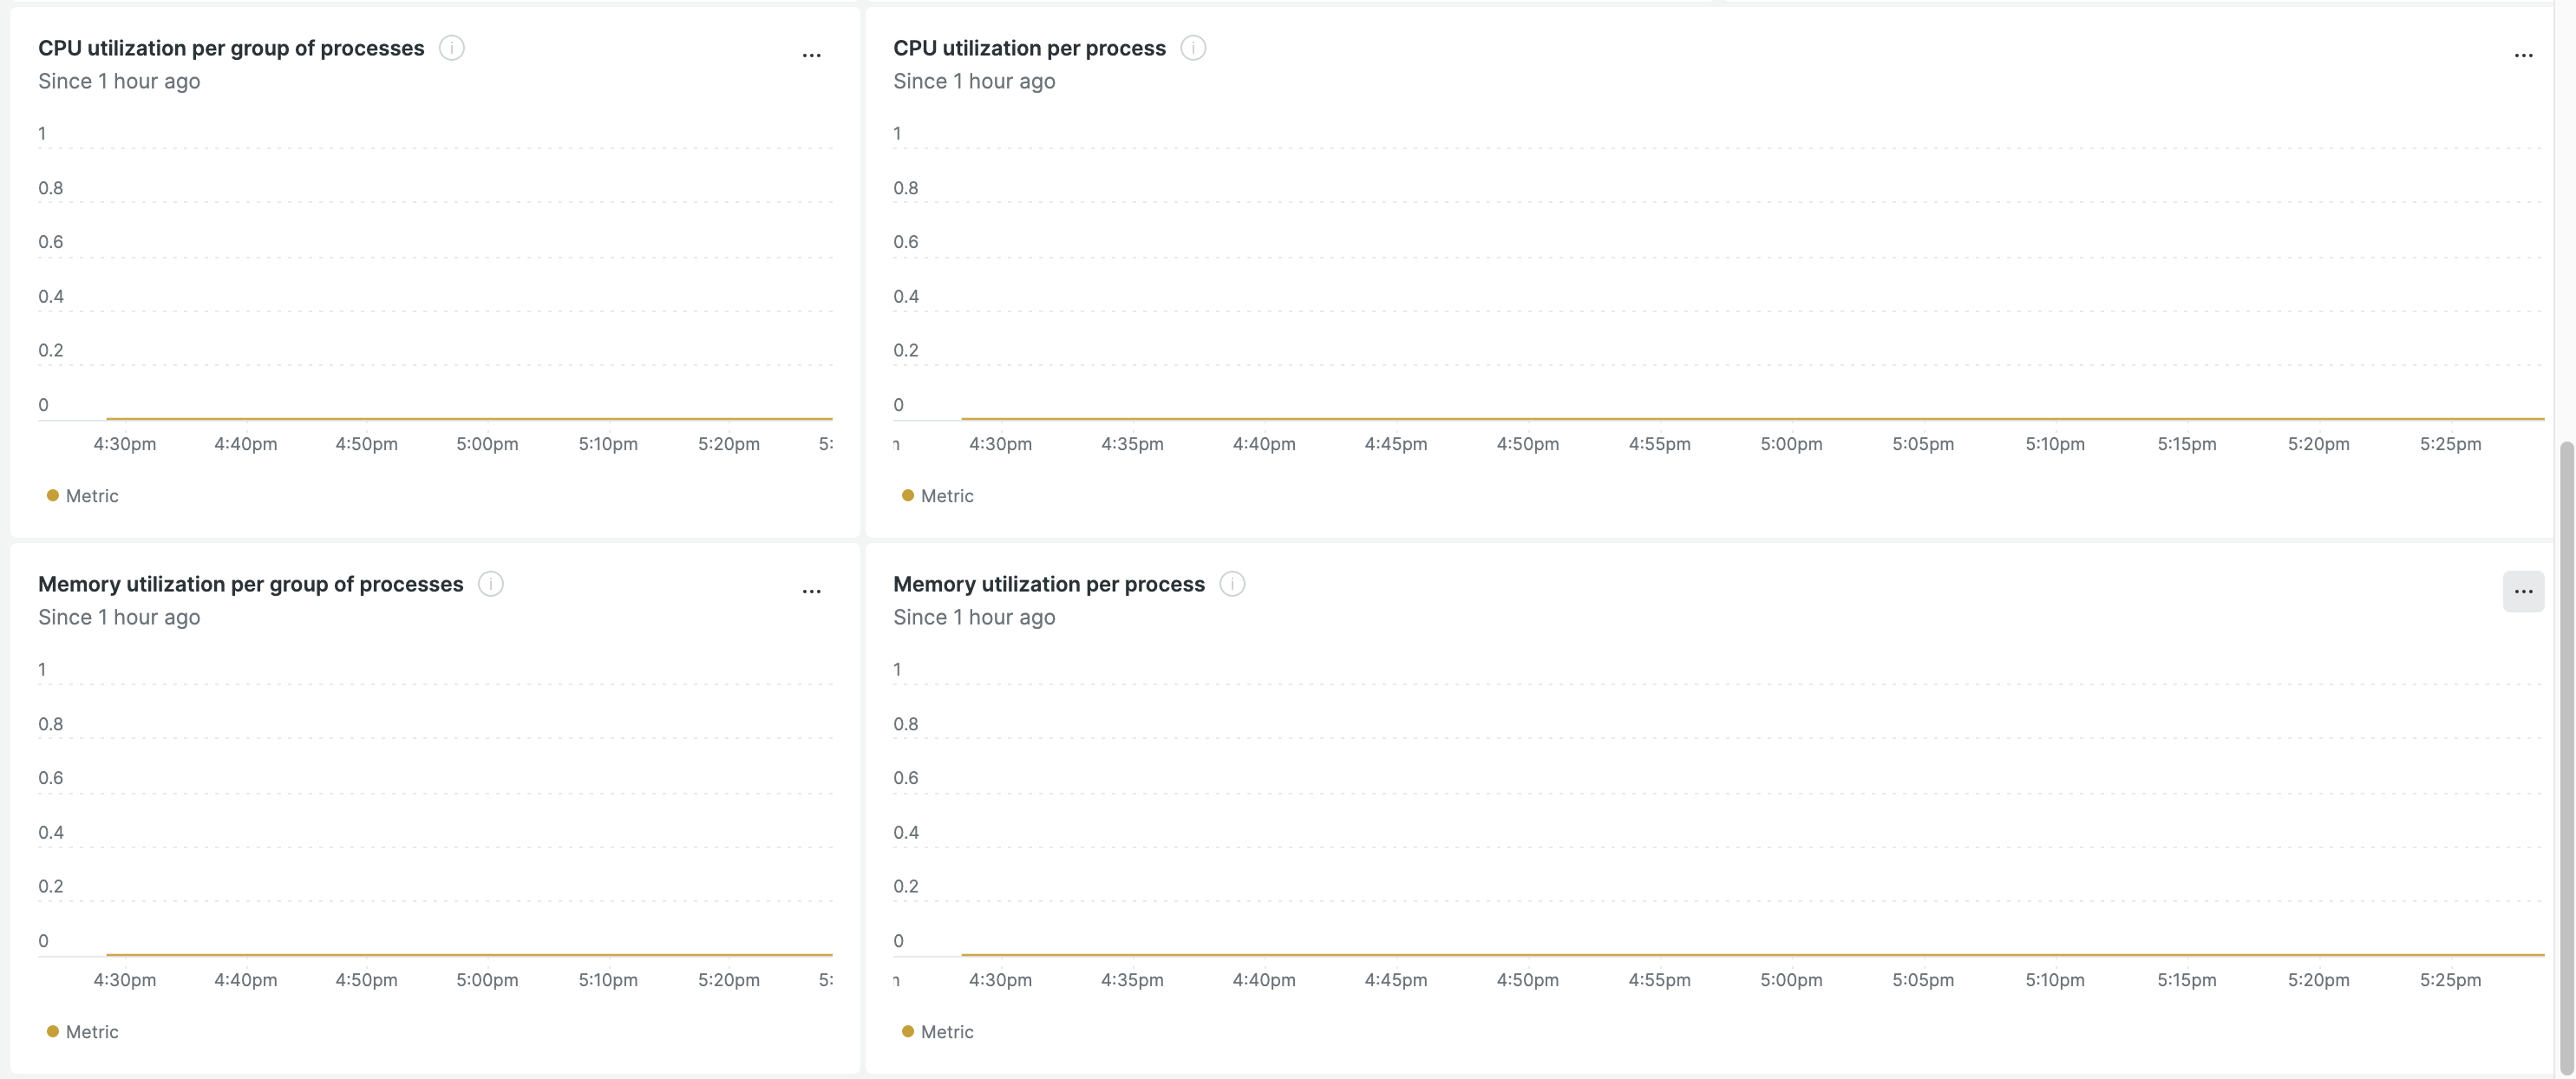 CPU utilization per group of processes
Since 1 hour ago
1
0.8
0.6
0.4
0.2
0
4:30pm 4:40pm 4:50pm 5:00pm 5:10pm 5:20pm 5:
Metric
CPU utilization per process
Since 1 hour ago
1
0.8
0.6
0.4
0.2
0
4:30pm 4:35pm 4:40pm 4:45pm 4:50pm 4:55pm 5:00pm 5:05pm 5:10pm 5:15pm 5:20pm 5:25pm
Metric
Memory utilization per group of processes
Since 1 hour ago
1
0.8
0.6
0.4
0.2
0
4:30pm 4:40pm 4:50pm 5:00pm 5:10pm 5:20pm 5:
Metric
Memory utilization per process
Since 1 hour ago
1
0.8
0.6
0.4
0.2
0
4:30pm 4:35pm 4:40pm 4:45pm 4:50pm 4:55pm 5:00pm 5:05pm 5:10pm 5:15pm 5:20pm 5:25pm
Metric